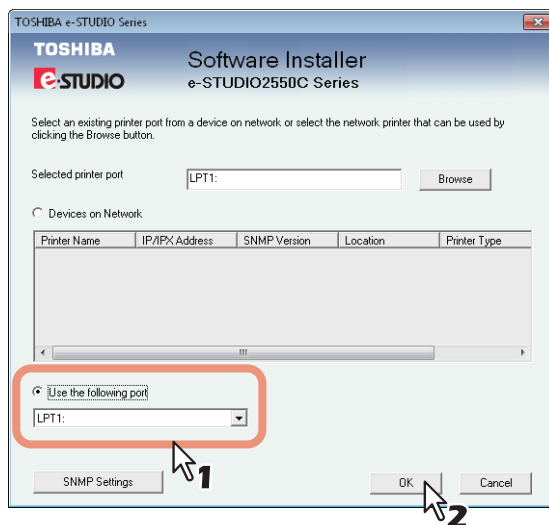 TOSHIBA e-STUDIO Series
TOSHIBA
e-STUDIO
Software Installer
e-STUDIO2550C Series
Select an existing printer port from a device on network or select the network printer that can be used by
clicking the Browse button.
Selected printer port
LPT1:
Browse
Devices on Network
Printer Name
IP/IPX Address
SNMP Version
Location
Printer Type
Use the following port
LPT1:
1
SNMP Settings
OK
Cancel
2